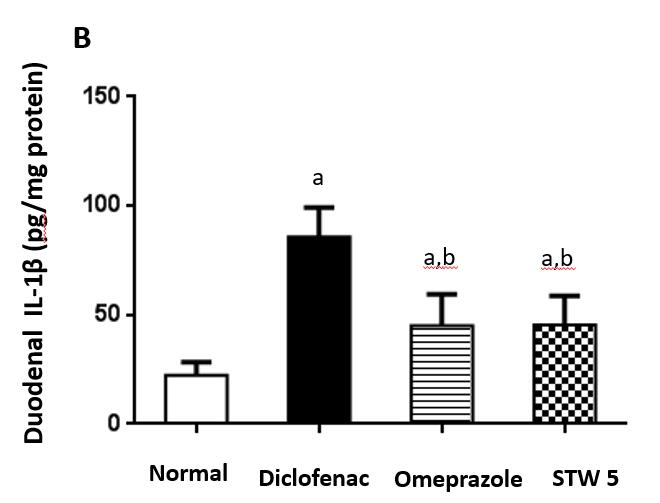 B
Duodenal IL-1β (pg/mg protein)
150
100
50
0
a
a,b
a,b
Normal
Diclofenac
Omeprazole
STW 5